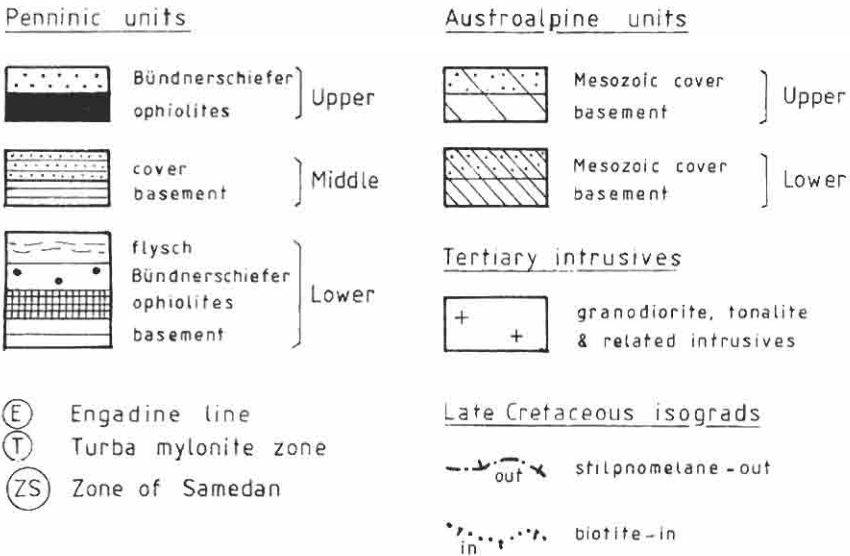 Penninic units
Bündnerschiefer
ophiolites
Upper
cover
basement
Middle
flysch
Bündnerschiefer
ophiolites
basement
Lower
E Engadine line
T Turba mylonite zone
ZS Zone of Samedan
Austroalpine units
Mesozoic cover
basement
Upper
Mesozoic cover
basement
Lower
Tertiary intrusives
granodiorite, tonalite
& related intrusives
Late Cretaceous isograds
out stilpnomelane-out
in biotite-in